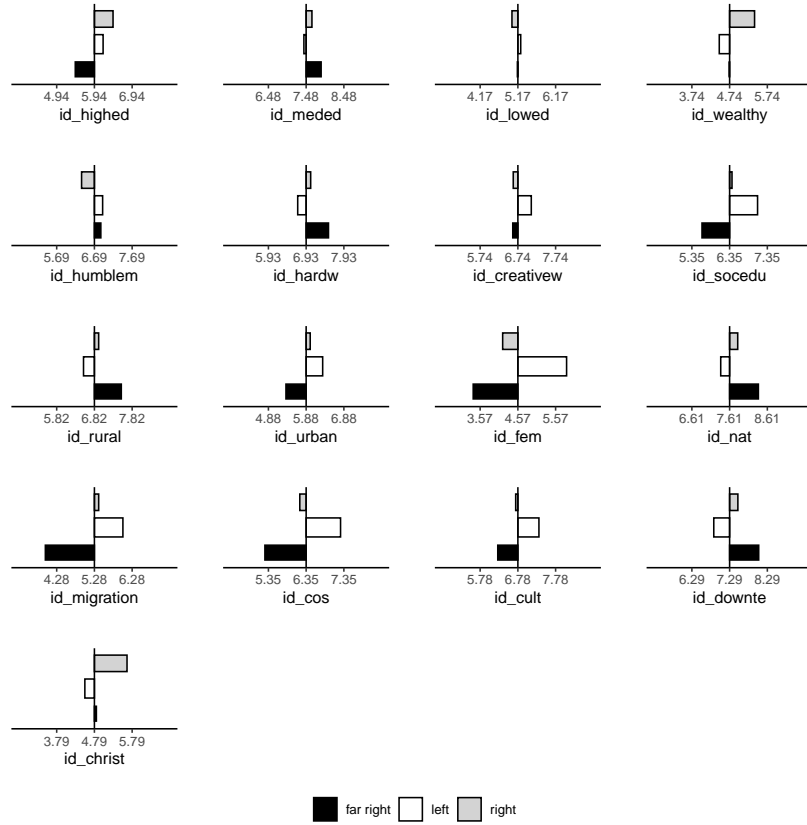 4.94 5.94 6.94
id_highed
6.48 7.48 8.48
id_meded
4.17 5.17 6.17
id_lowed
3.74 4.74 5.74
id_wealthy
5.69 6.69 7.69
id_humblem
5.93 6.93 7.93
id_hardw
5.74 6.74 7.74
id_creativew
5.35 6.35 7.35
id_socedu
5.82 6.82 7.82
id_rural
4.88 5.88 6.88
id_urban
3.57 4.57 5.57
id_fem
6.61 7.61 8.61
id_nat
4.28 5.28 6.28
id_migration
5.35 6.35 7.35
id_cos
5.78 6.78 7.78
id_cult
6.29 7.29 8.29
id_downte
3.79 4.79 5.79
id_christ
far right left right